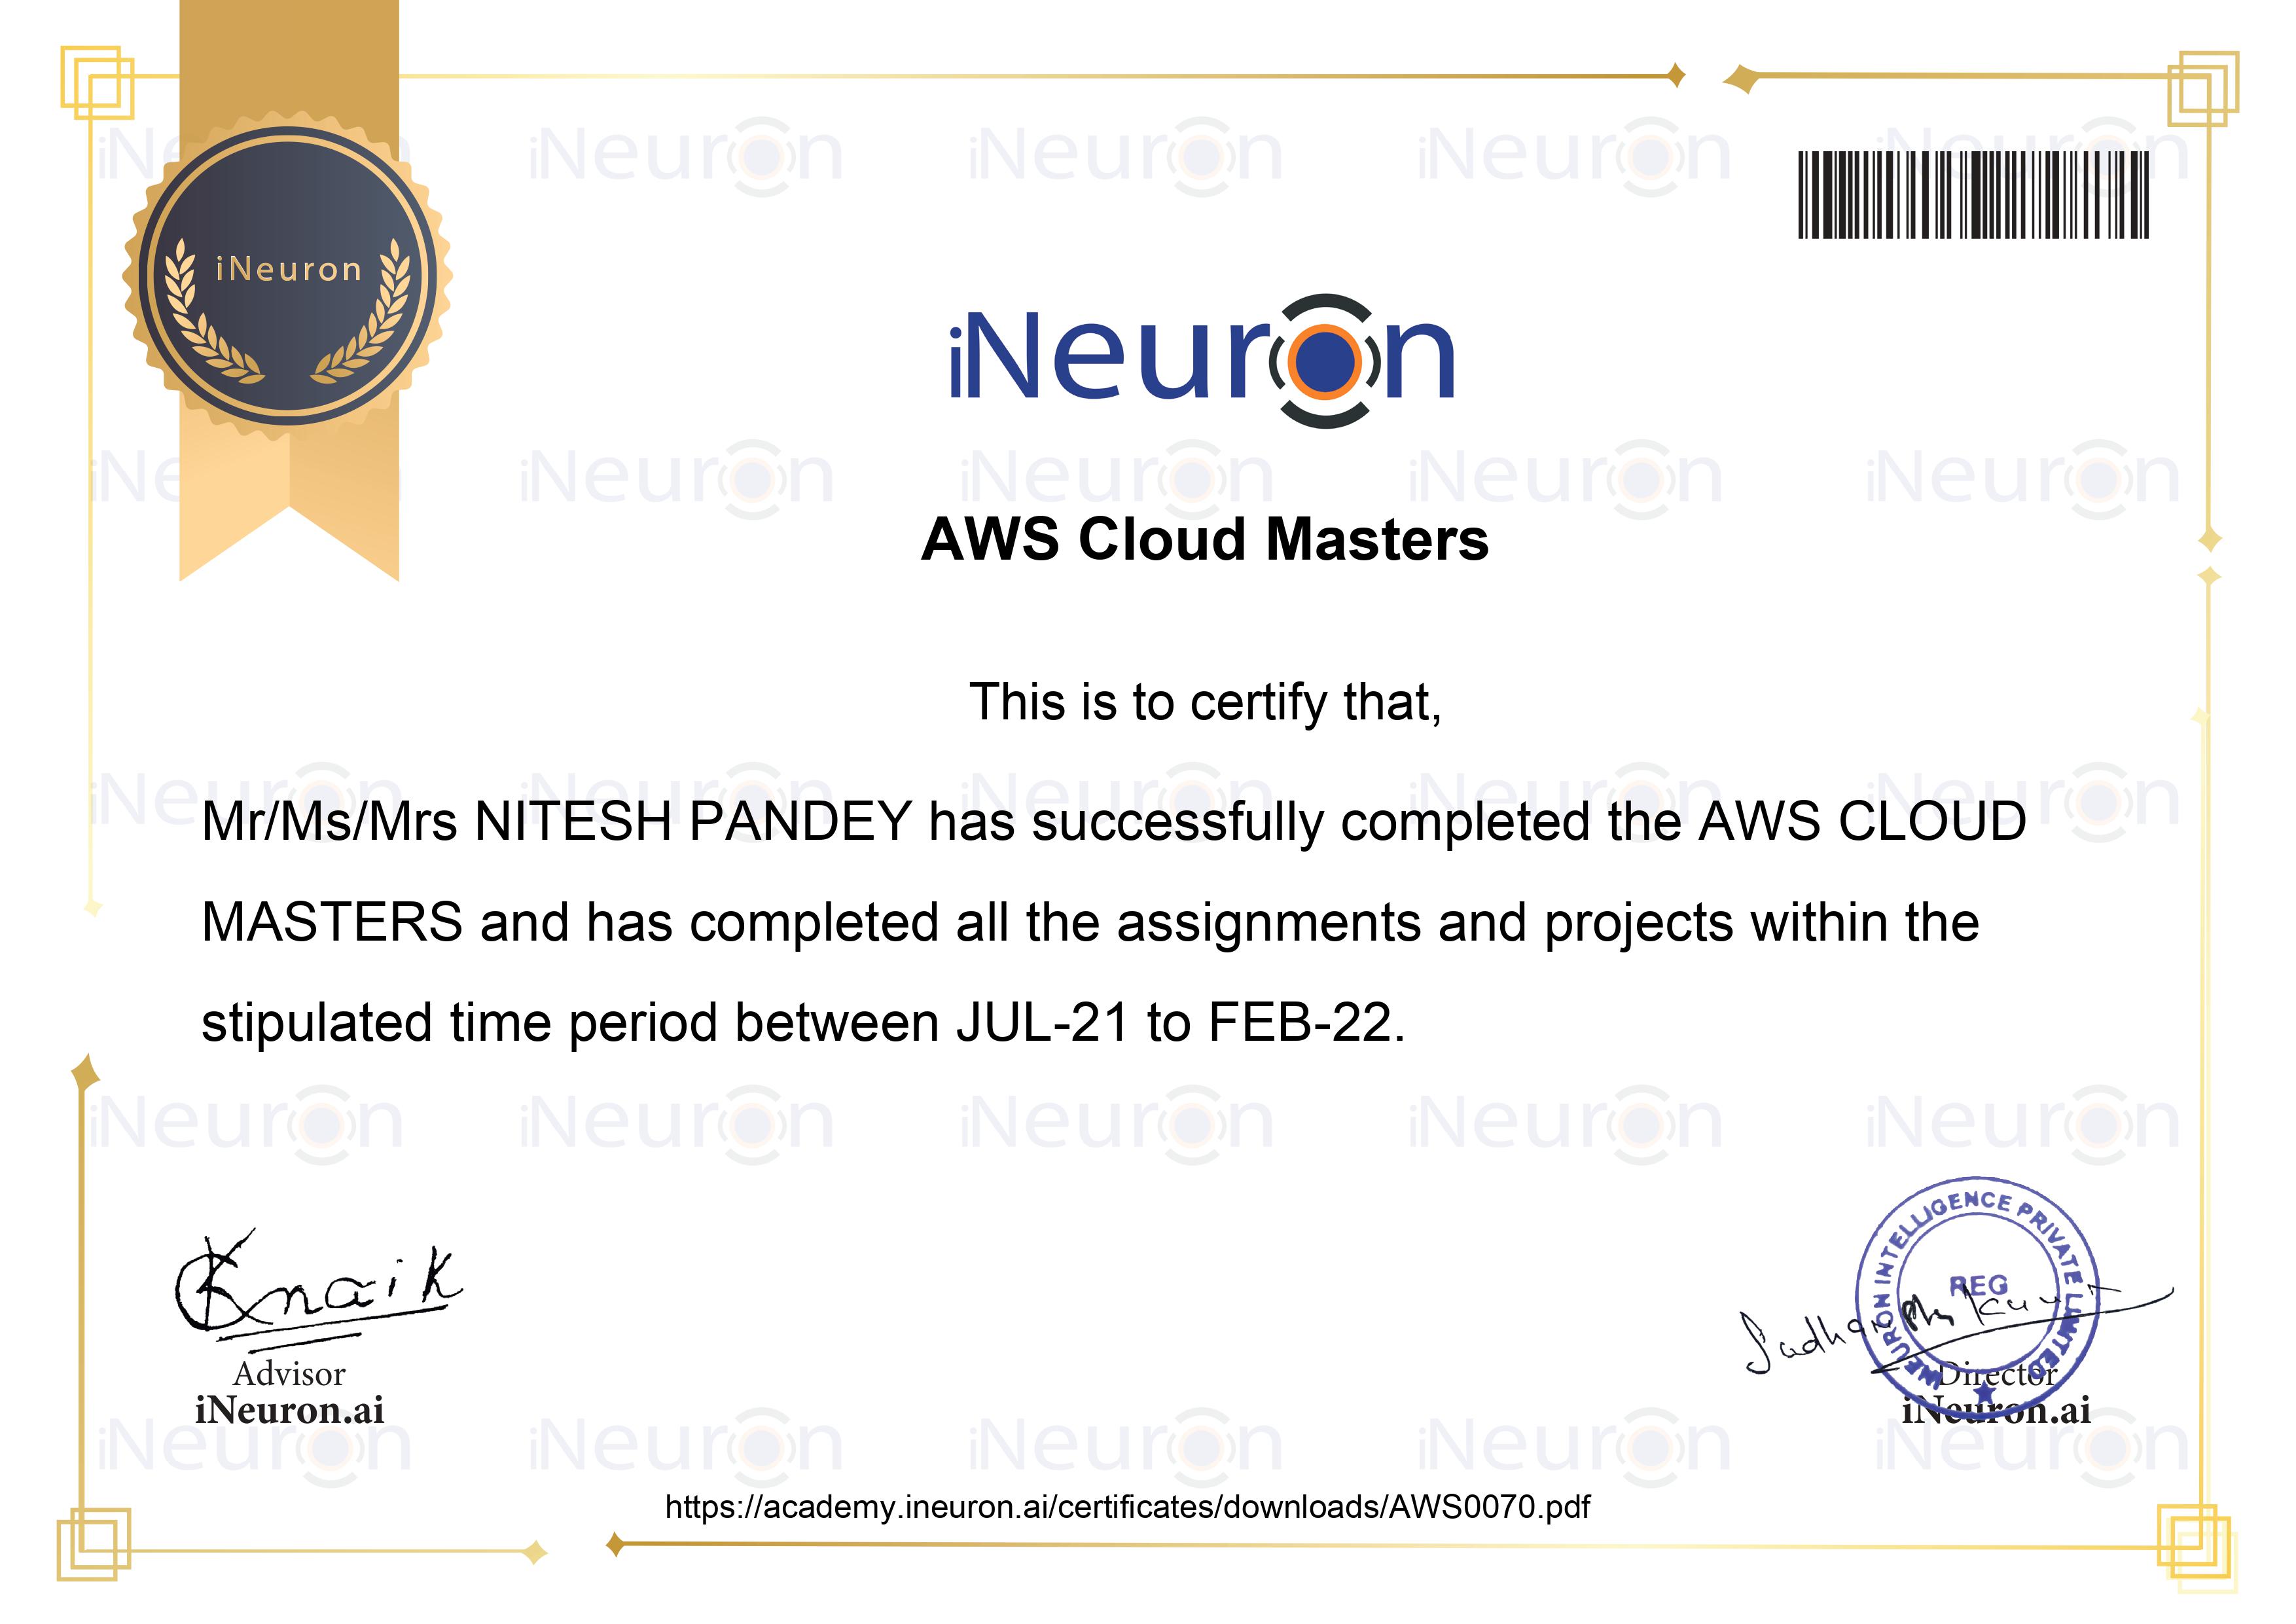 iNeuron
iNeuron
AWS Cloud Masters
This is to certify that,
Mr/Ms/Mrs NITESH PANDEY has successfully completed the AWS CLOUD
MASTERS and has completed all the assignments and projects within the
stipulated time period between JUL-21 to FEB-22.
Knaik
Advisor
iNeuron.ai
INEURON INTELLIGENCE PRIVATE LIMITED
REG
Sudhanshu Kumar
Director
iNeuron.ai
https://academy.ineuron.ai/certificates/downloads/AWS0070.pdf